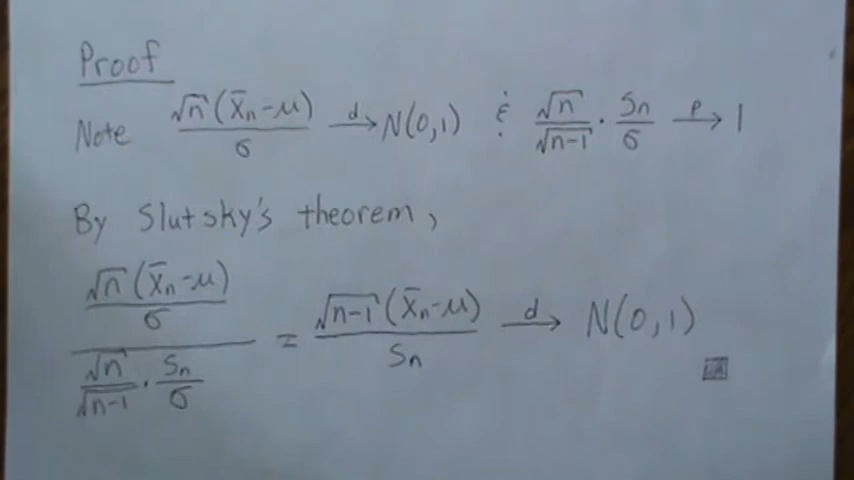 Proof
Note √n(x̄ₙ-μ)/σ →ᵈ N(0,1) & √n/√n-1 · Sₙ/σ →ᵖ 1
By Slutsky's theorem,
(√n(x̄ₙ-μ)/σ)/(√n/√n-1 · Sₙ/σ) = √n-1(x̄ₙ-μ)/Sₙ →ᵈ N(0,1)